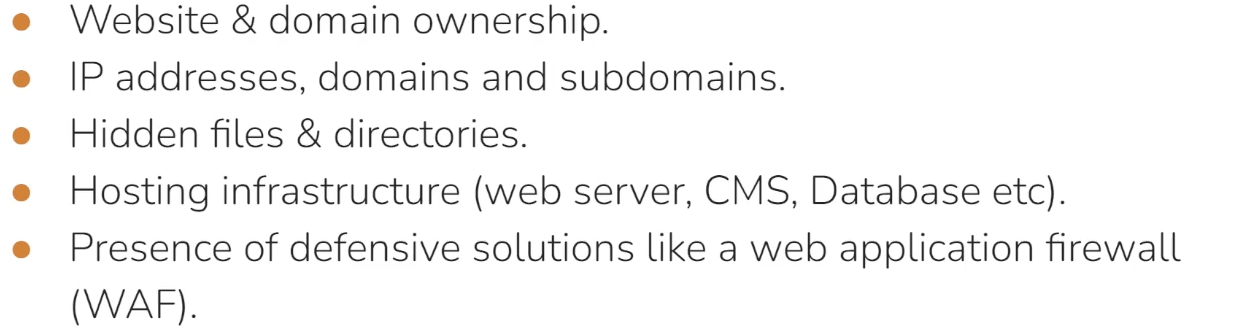 Website & domain ownership.
IP addresses, domains and subdomains.
Hidden files & directories.
Hosting infrastructure (web server, CMS, Database etc).
Presence of defensive solutions like a web application firewall
(WAF).